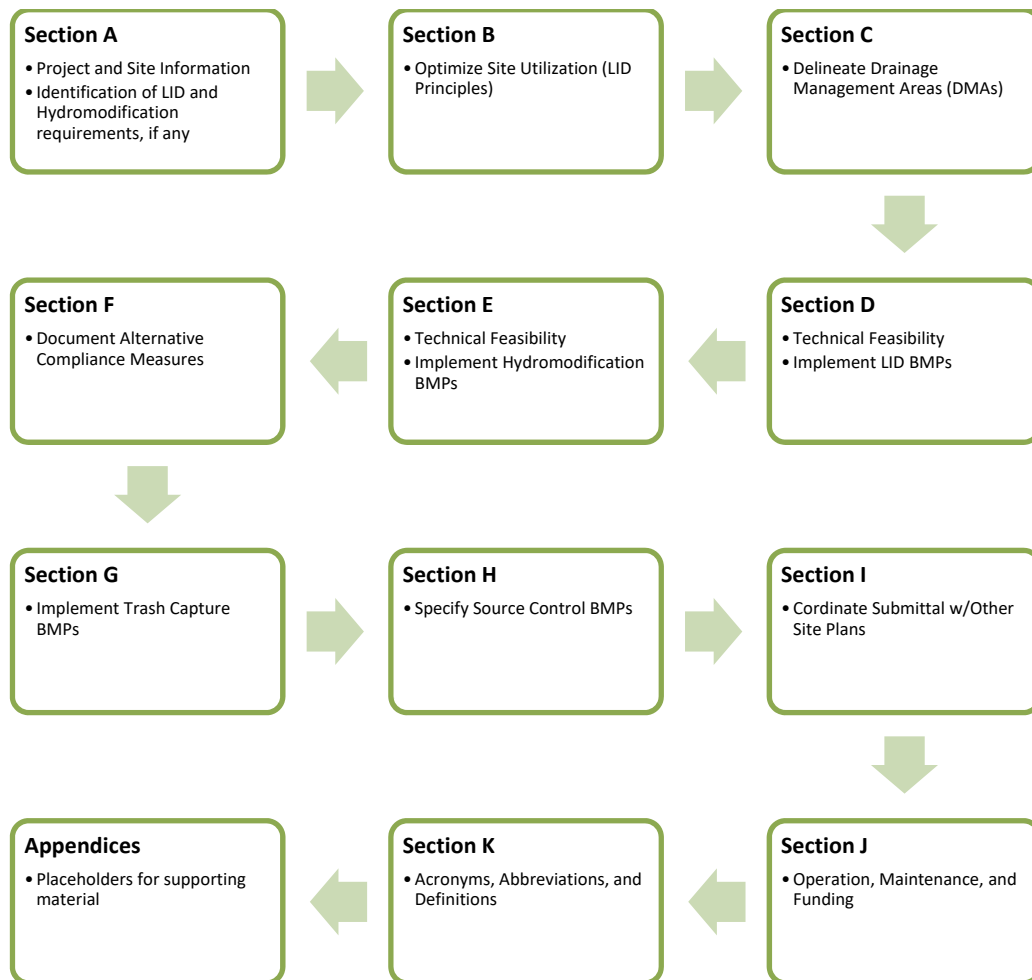 Section A
• Project and Site Information
• Identification of LID and
Hydromodification
requirements, if any
Section B
• Optimize Site Utilization (LID
Principles)
Section C
• Delineate Drainage
Management Areas (DMAs)
Section D
• Technical Feasibility
• Implement LID BMPs
Section E
• Technical Feasibility
• Implement Hydromodification
BMPs
Section F
• Document Alternative
Compliance Measures
Section G
• Implement Trash Capture
BMPs
Section H
• Specify Source Control BMPs
Section I
• Cordinate Submittal w/Other
Site Plans
Section J
• Operation, Maintenance, and
Funding
Section K
• Acronyms, Abbreviations, and
Definitions
Appendices
• Placeholders for supporting
material